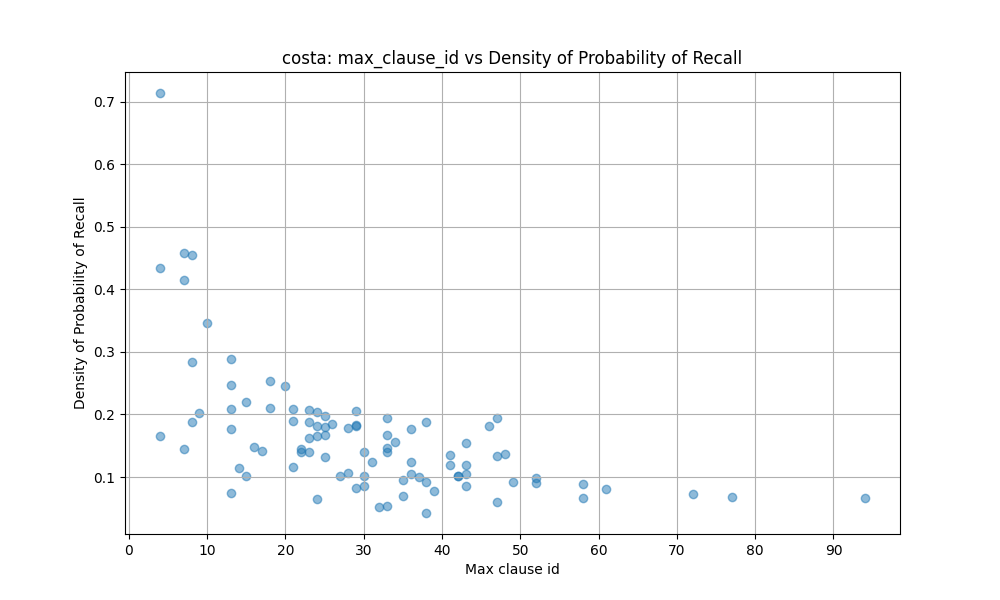 costa: max_clause_id vs Density of Probability of Recall
Density of Probability of Recall
0.7
0.6
0.5
0.4
0.3
0.2
0.1
0 10 20 30 40 50 60 70 80 90
Max clause id